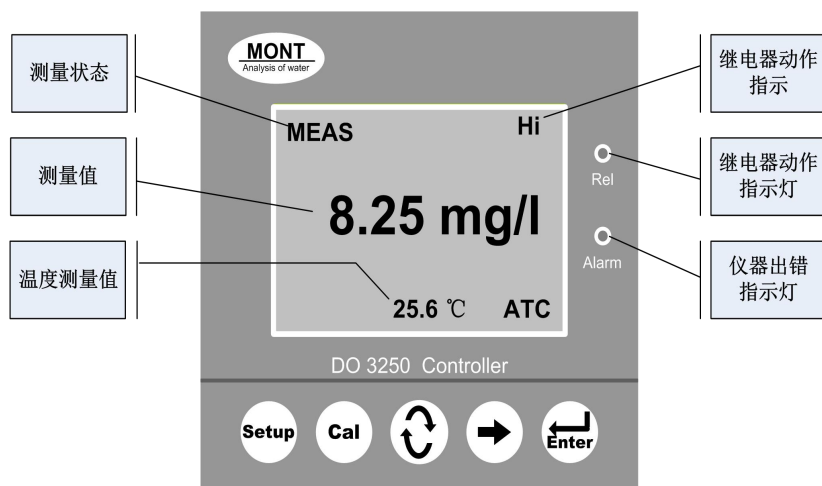 测量状态
测量值
温度测量值
MONT
Analysis of water
MEAS
Hi
8.25 mg/l
25.6 ℃
ATC
Rel
Alarm
DO 3250 Controller
Setup
Cal
Enter
继电器动作
指示
继电器动作
指示灯
仪器出错
指示灯